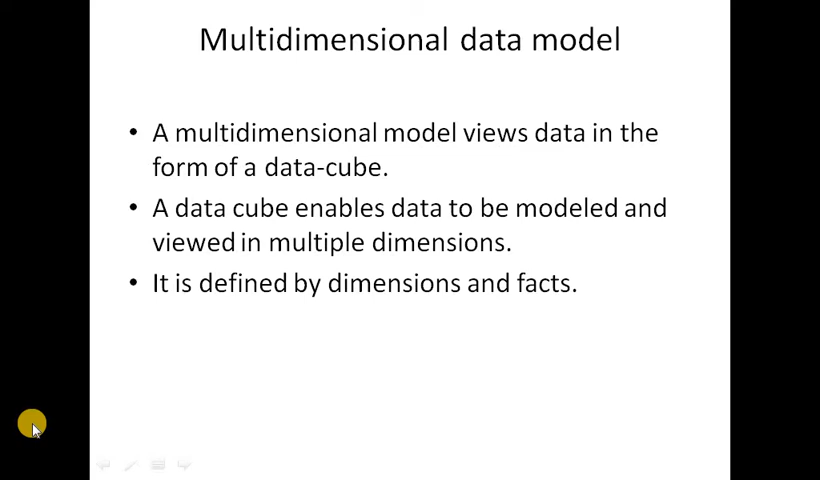 Multidimensional data model
• A multidimensional model views data in the
form of a data-cube.
• A data cube enables data to be modeled and
viewed in multiple dimensions.
• It is defined by dimensions and facts.